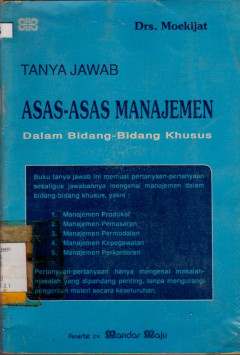 Drs. Moekijat
TANYA JAWAB
ASAS-ASAS MANAJEMEN
Dalam Bidang-Bidang Khusus
Buku tanya jawab ini memuat pertanyaan-pertanyaan
sekaligus jawabannya mengenai manajemen dalam
bidang-bidang khusus, yakni :
1. Manajemen Produksi
2. Manajemen Pemasaran
3. Manajemen Permodalan
4. Manajemen Kepegawaian
5. Manajemen Perkantoran
Pertanyaan-pertanyaan hanya mengenai masalah-
masalah yang dipandang penting, tanpa mengurangi
pengertian materi secara keseluruhan.
Penerbit CV. Mandar Maju